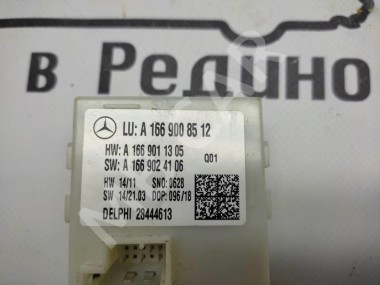 в Редино
LU: A 166 900 85 12
HW: A 166 901 13 05
SW: A 166 902 41 06
Q01
HW 14/11 SNO: 0628
SW 14/21.03 DOP: 096/18
DELPHI 28444613